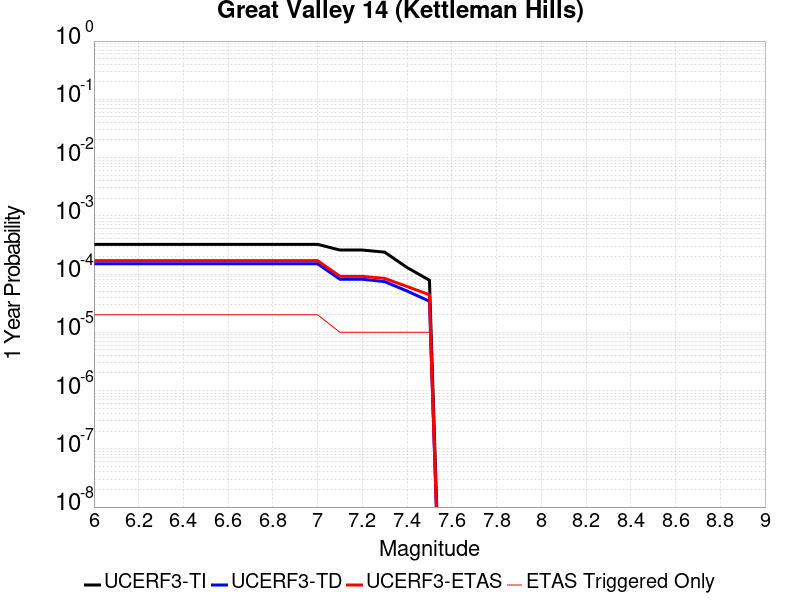 Great Valley 14 (Kettleman Hills)
10^0
10^-1
10^-2
10^-3
10^-4
10^-5
10^-6
10^-7
10^-8
1 Year Probability
6 6.2 6.4 6.6 6.8 7 7.2 7.4 7.6 7.8 8 8.2 8.4 8.6 8.8 9
Magnitude
UCERF3-TI UCERF3-TD UCERF3-ETAS ETAS Triggered Only